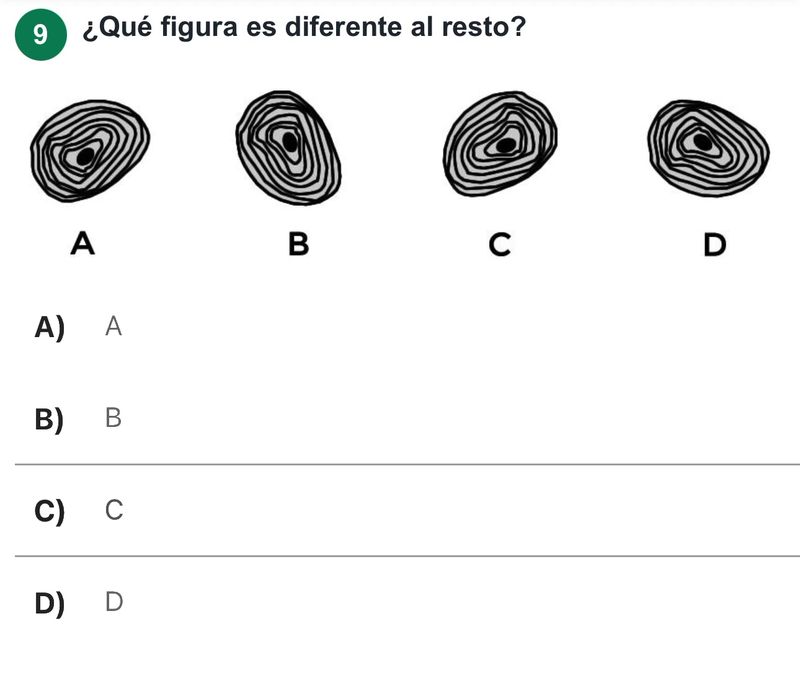 9 ¿Qué figura es diferente al resto?
A B C D
A) A
B) B
C) C
D) D